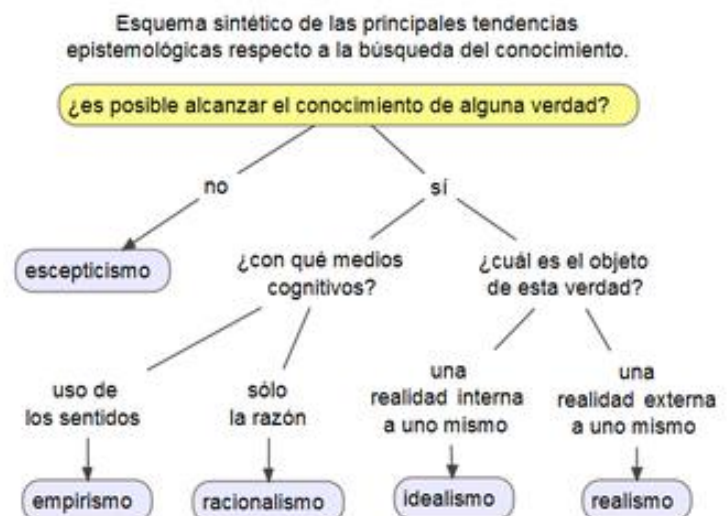 Esquema sintético de las principales tendencias
epistemológicas respecto a la búsqueda del conocimiento.
¿es posible alcanzar el conocimiento de alguna verdad?
no
sí
escepticismo
¿con qué medios
cognitivos?
¿cuál es el objeto
de esta verdad?
uso de
los sentidos
sólo
la razón
una
realidad interna
a uno mismo
una
realidad externa
a uno mismo
empirismo
racionalismo
idealismo
realismo